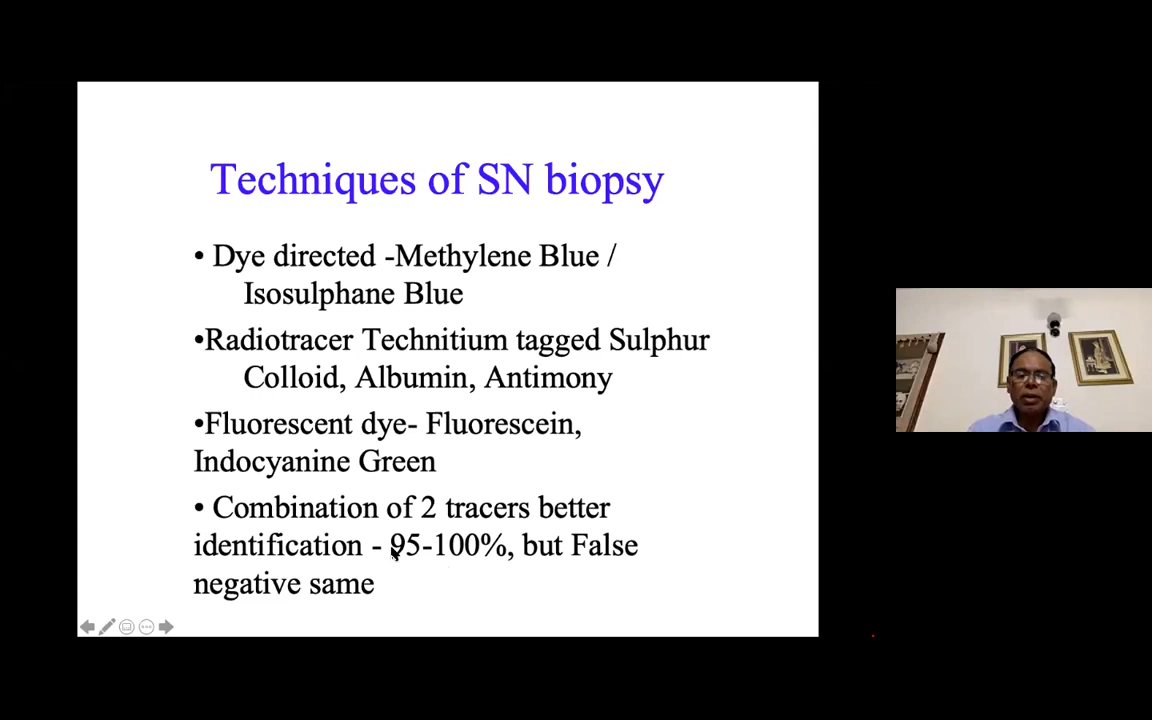 Techniques of SN biopsy
• Dye directed -Methylene Blue /
Isosulphane Blue
•Radiotracer Technitium tagged Sulphur
Colloid, Albumin, Antimony
•Fluorescent dye- Fluorescein,
Indocyanine Green
• Combination of 2 tracers better
identification - 95-100%, but False
negative same